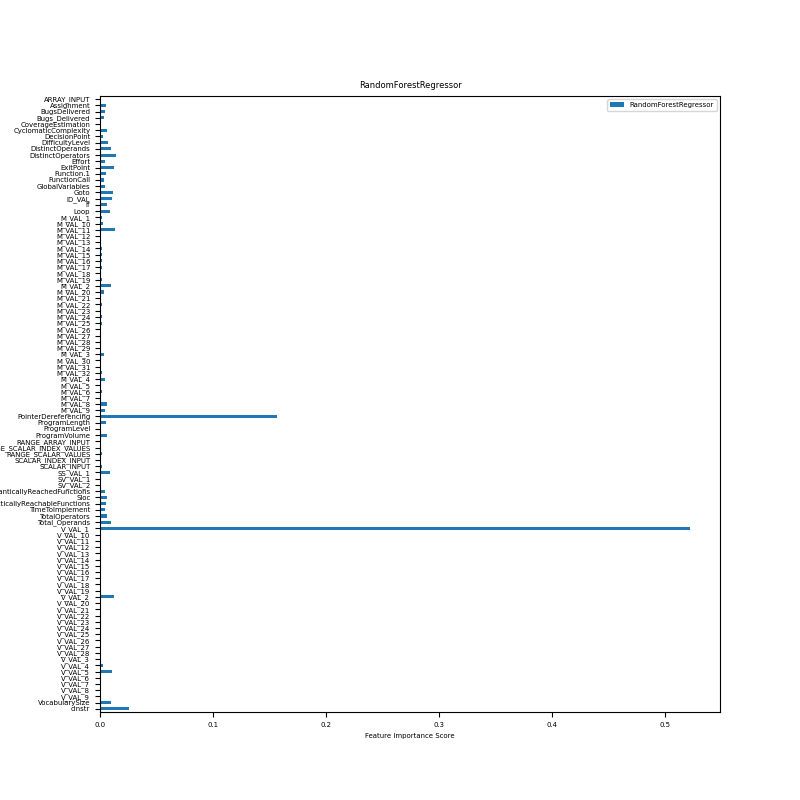 RandomForestRegressor
RandomForestRegressor
ARRAY_INPUT
Assignment
BugsDelivered
Bugs_Delivered
CoverageEstimation
CyclomaticComplexity
DecisionPoint
DifficultyLevel
DistinctOperands
DistinctOperators
Effort
ExitPoint
Function.1
FunctionCall
GlobalVariables
Goto
ID_VAL
If
Loop
M_VAL_1
M_VAL_10
M_VAL_11
M_VAL_12
M_VAL_13
M_VAL_14
M_VAL_15
M_VAL_16
M_VAL_17
M_VAL_18
M_VAL_19
M_VAL_2
M_VAL_20
M_VAL_21
M_VAL_22
M_VAL_23
M_VAL_24
M_VAL_25
M_VAL_26
M_VAL_27
M_VAL_28
M_VAL_29
M_VAL_3
M_VAL_30
M_VAL_31
M_VAL_32
M_VAL_4
M_VAL_5
M_VAL_6
M_VAL_7
M_VAL_8
M_VAL_9
PointerDereferencing
ProgramLength
ProgramLevel
ProgramVolume
RANGE_ARRAY_INPUT
E_SCALAR_INDEX_VALUES
RANGE_SCALAR_VALUES
SCALAR_INDEX_INPUT
SCALAR_INPUT
SS_VAL_1
SV_VAL_1
SV_VAL_2
anticallyReachedFunctions
Sloc
ticallyReachableFunctions
TimeToImplement
TotalOperators
Total_Operands
V_VAL_1
V_VAL_10
V_VAL_11
V_VAL_12
V_VAL_13
V_VAL_14
V_VAL_15
V_VAL_16
V_VAL_17
V_VAL_18
V_VAL_19
V_VAL_2
V_VAL_20
V_VAL_21
V_VAL_22
V_VAL_23
V_VAL_24
V_VAL_25
V_VAL_26
V_VAL_27
V_VAL_28
V_VAL_3
V_VAL_4
V_VAL_5
V_VAL_6
V_VAL_7
V_VAL_8
V_VAL_9
VocabularySize
cinstr
0.0 0.1 0.2 0.3 0.4 0.5
Feature Importance Score